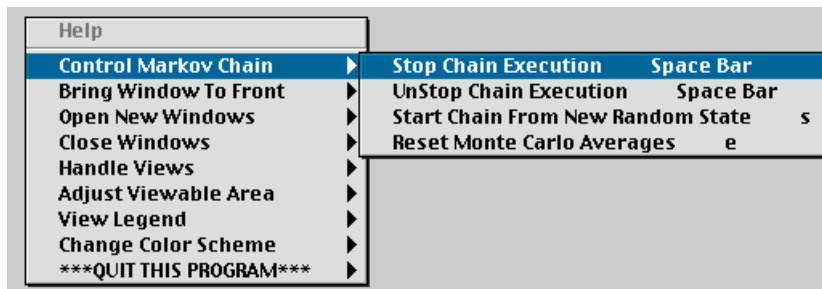 Help
Control Markov Chain
Bring Window To Front
Open New Windows
Close Windows
Handle Views
Adjust Viewable Area
View Legend
Change Color Scheme
***QUIT THIS PROGRAM***
Stop Chain Execution Space Bar
UnStop Chain Execution Space Bar
Start Chain From New Random State s
Reset Monte Carlo Averages e